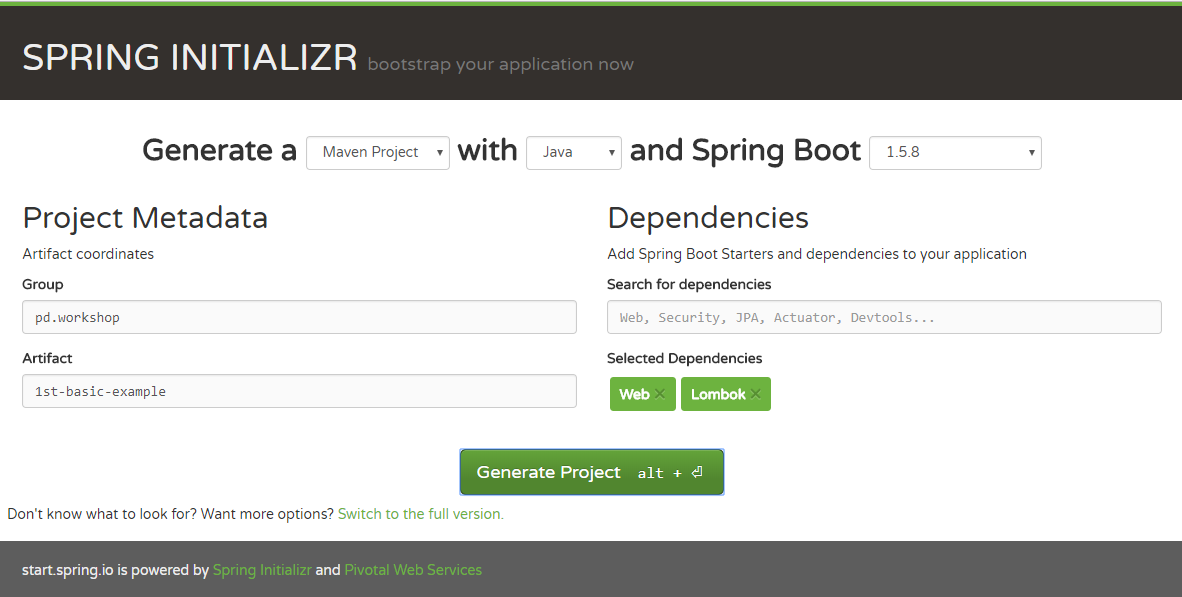 SPRING INITIALIZR bootstrap your application now
Generate a Maven Project with Java and Spring Boot 1.5.8
Project Metadata
Artifact coordinates
Group
pd.workshop
Artifact
1st-basic-example
Dependencies
Add Spring Boot Starters and dependencies to your application
Search for dependencies
Web, Security, JPA, Actuator, Devtools...
Selected Dependencies
Web × Lombok ×
Generate Project alt + ⏎
Don't know what to look for? Want more options? Switch to the full version.
start.spring.io is powered by Spring Initializr and Pivotal Web Services